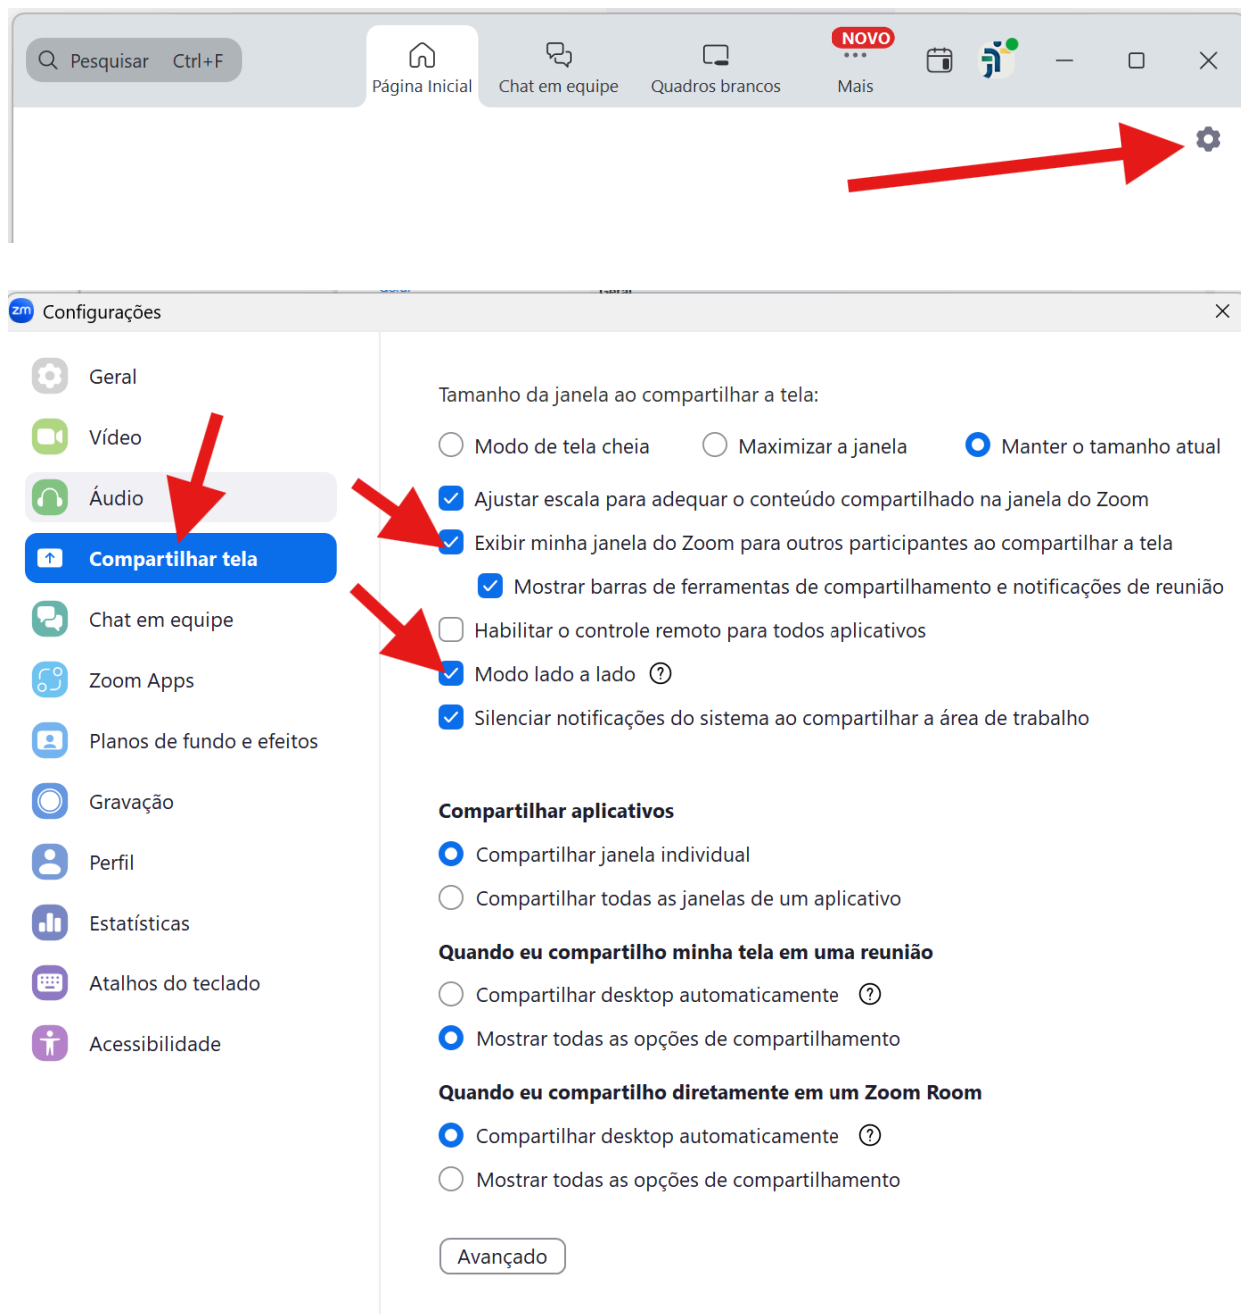 Pesquisar Ctrl+F
NOVO
Página Inicial
Chat em equipe
Quadros brancos
Mais
zm Configurações
Geral
Vídeo
Áudio
Compartilhar tela
Chat em equipe
Zoom Apps
Planos de fundo e efeitos
Gravação
Perfil
Estatísticas
Atalhos do teclado
Acessibilidade
Tamanho da janela ao compartilhar a tela:
Modo de tela cheia Maximizar a janela Manter o tamanho atual
Ajustar escala para adequar o conteúdo compartilhado na janela do Zoom
Exibir minha janela do Zoom para outros participantes ao compartilhar a tela
Mostrar barras de ferramentas de compartilhamento e notificações de reunião
Habilitar o controle remoto para todos aplicativos
Modo lado a lado ?
Silenciar notificações do sistema ao compartilhar a área de trabalho
Compartilhar aplicativos
Compartilhar janela individual
Compartilhar todas as janelas de um aplicativo
Quando eu compartilho minha tela em uma reunião
Compartilhar desktop automaticamente ?
Mostrar todas as opções de compartilhamento
Quando eu compartilho diretamente em um Zoom Room
Compartilhar desktop automaticamente ?
Mostrar todas as opções de compartilhamento
Avançado